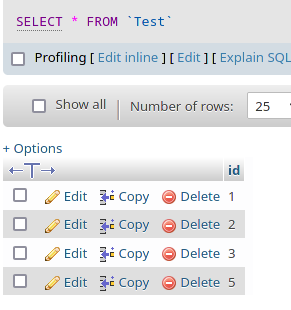 SELECT * FROM `Test`
Profiling [ Edit inline ] [ Edit ] [ Explain SQL
Show all Number of rows: 25
+ Options
id
Edit Copy Delete 1
Edit Copy Delete 2
Edit Copy Delete 3
Edit Copy Delete 5